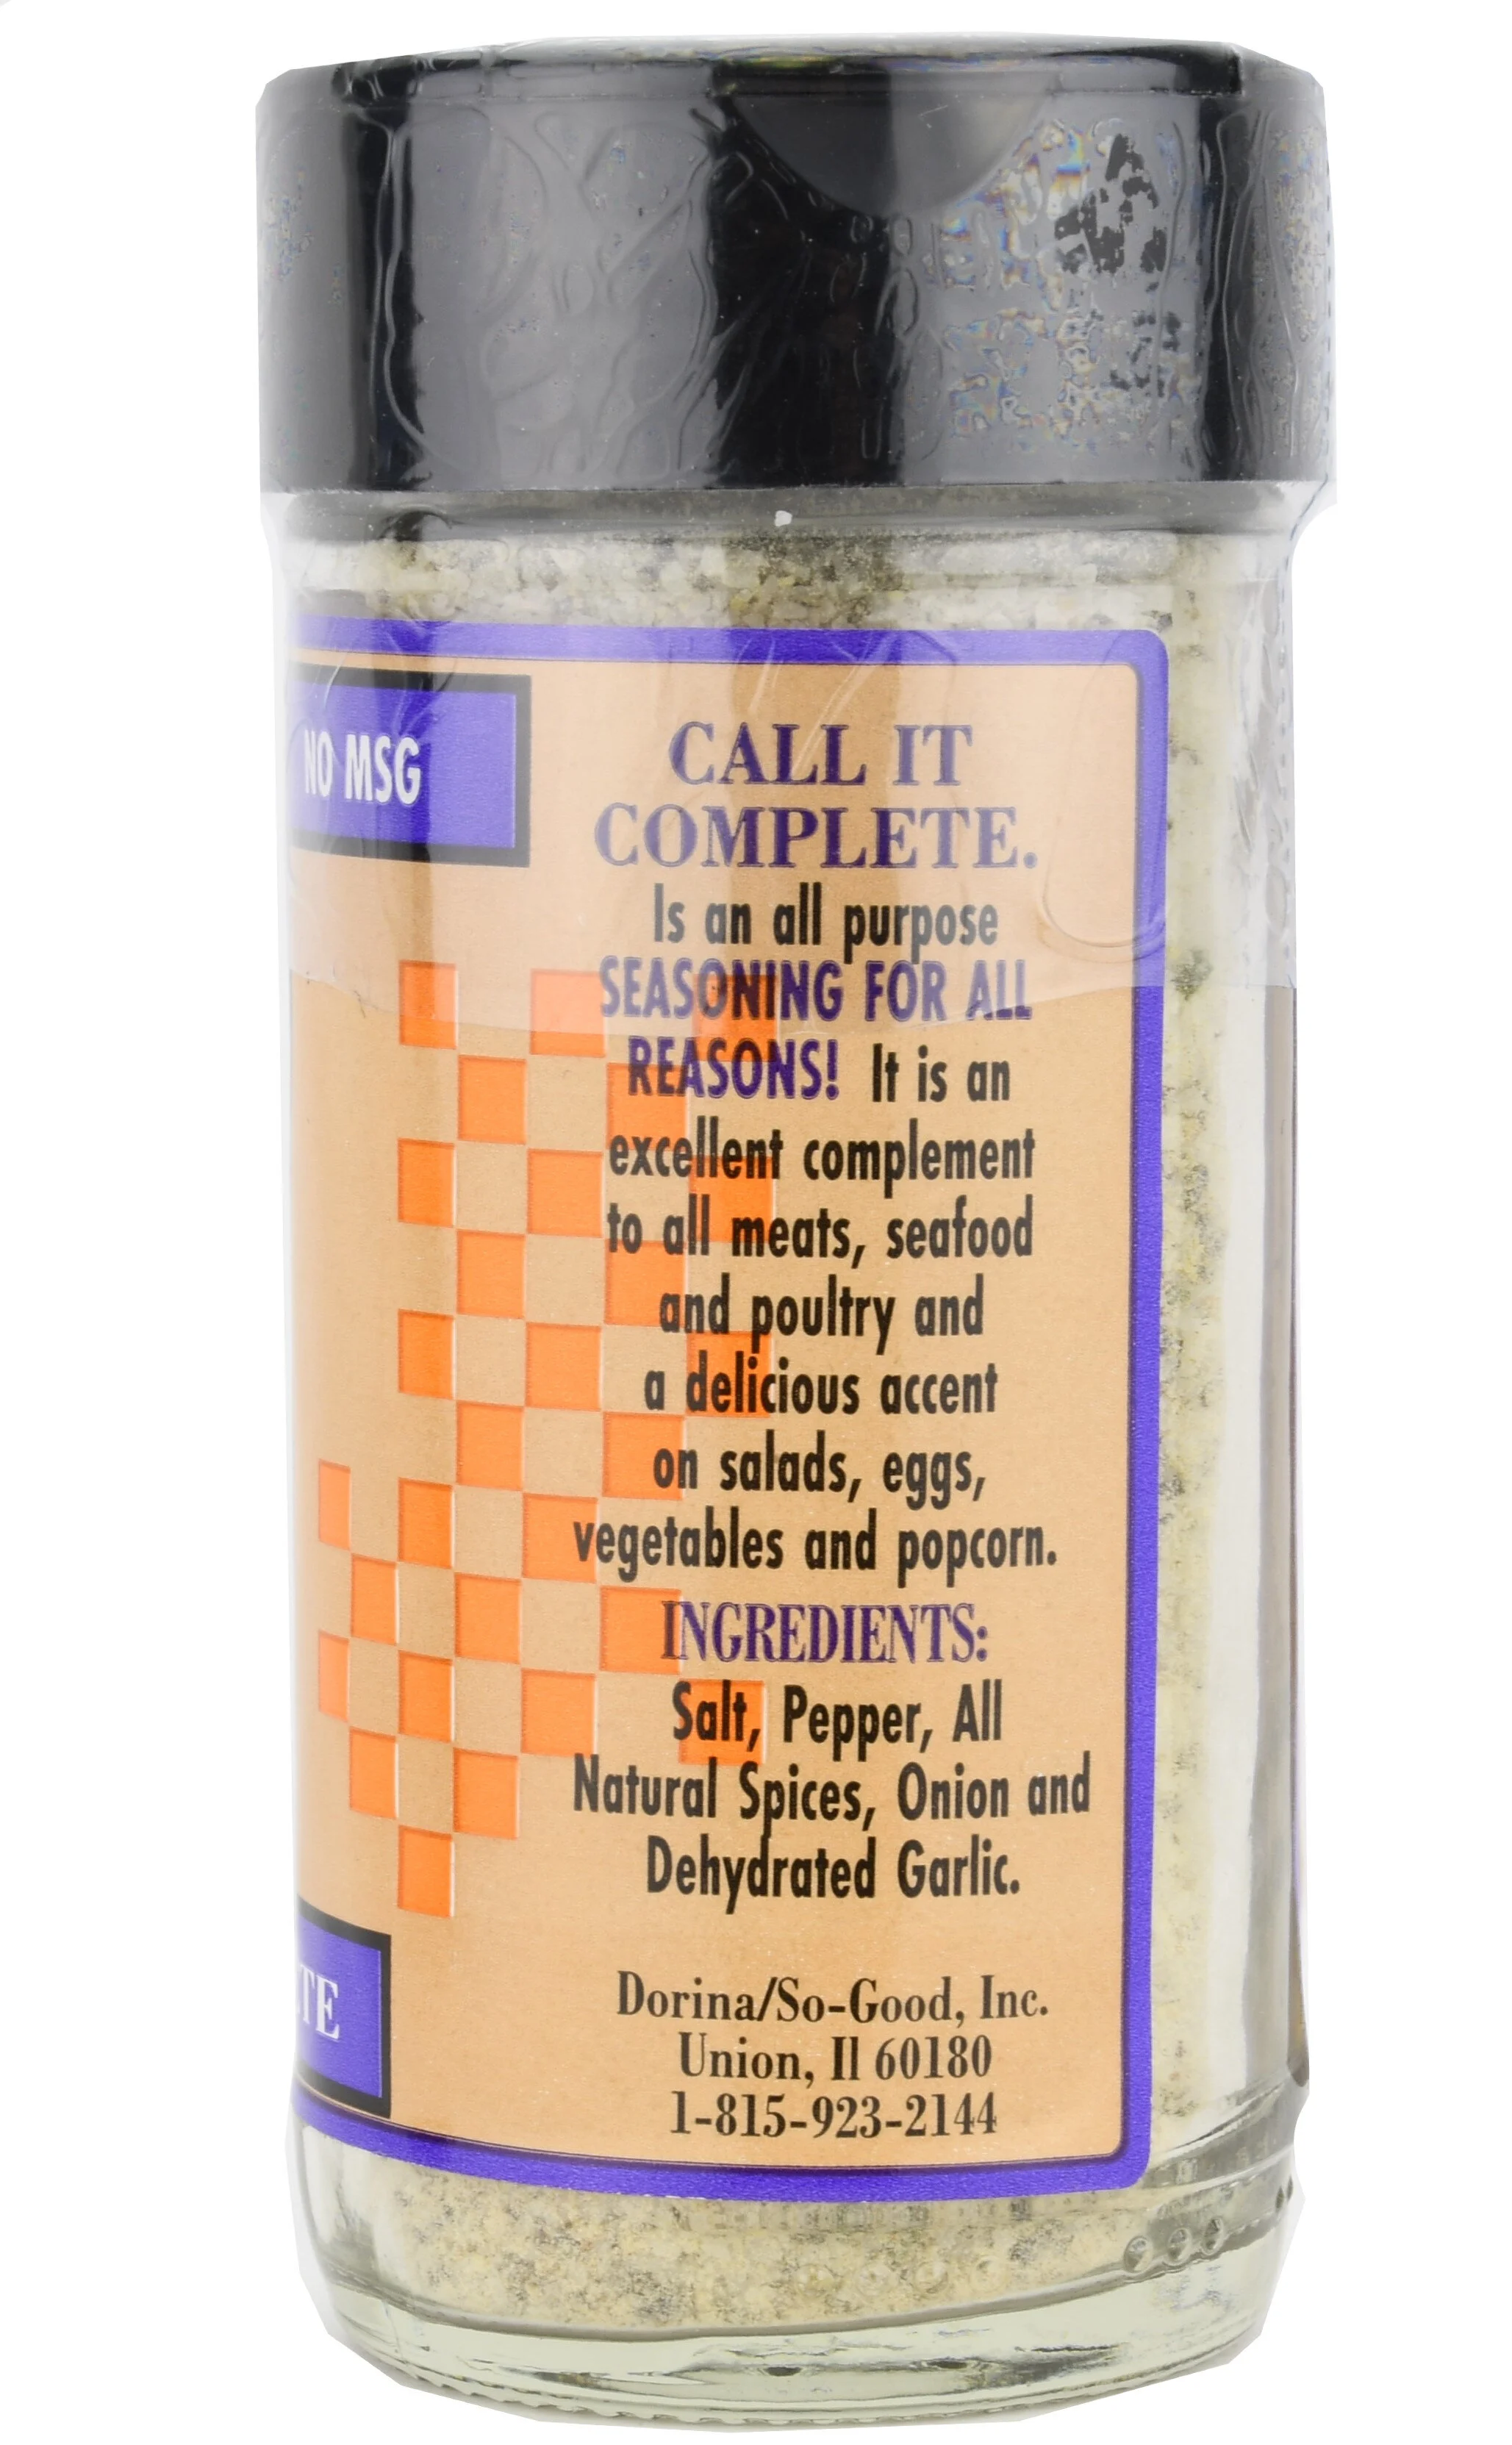 NO MSG
CALL IT
COMPLETE.
Is an all purpose
SEASONING FOR ALL
REASONS! It is an
excellent complement
to all meats, seafood
and poultry and
a delicious accent
on salads, eggs,
vegetables and popcorn.
INGREDIENTS:
Salt, Pepper, All
Natural Spices, Onion and
Dehydrated Garlic.
Dorina/So-Good, Inc.
Union, Il 60180
1-815-923-2144